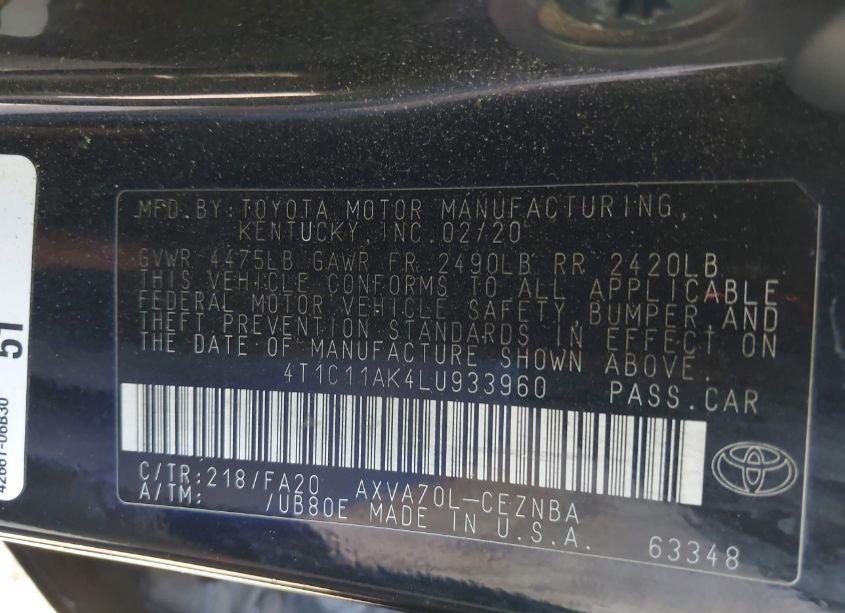 MFD.BY:TOYOTA MOTOR MANUFACTURING,
KENTUCKY,INC.02/20
GVWR 4475LB GAWR FR 2490LB RR 2420LB
THIS VEHICLE CONFORMS TO ALL APPLICABLE
FEDERAL MOTOR VEHICLE SAFETY,BUMPER AND
THEFT PREVENTION STANDARDS IN EFFECT ON
THE DATE OF MANUFACTURE SHOWN ABOVE.
4T1C11AK4LU933960 PASS.CAR
C/TR:218/FA20 AXVA70L-CEZNBA
A/TM: /UB80E MADE IN U.S.A. 63348
51
42661-06B30